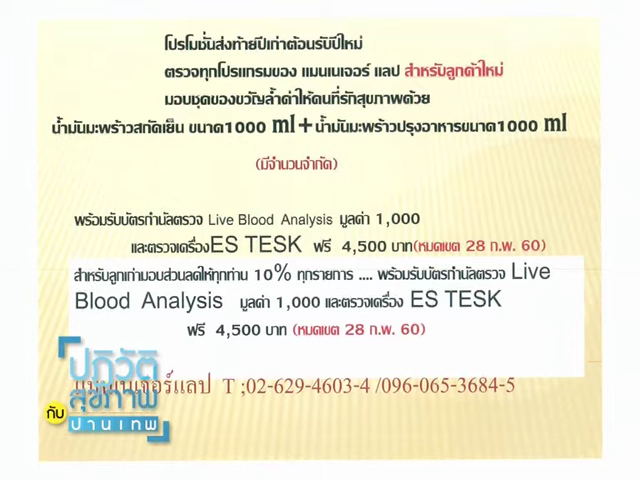 โปรโมชั่นส่งท้ายปีเก่าต้อนรับปีใหม่
ตรวจทุกโปรแกรมของ แมนเนเจอร์ แลป สำหรับลูกค้าใหม่
มอบชุดของขวัญล้ำค่าให้คนที่รักสุขภาพด้วย
น้ำมันมะพร้าวสกัดเย็น ขนาด1000 ml+น้ำมันมะพร้าวปรุงอาหารขนาด1000 ml
(มีจำนวนจำกัด)
พร้อมรับบัตรกำนัลตรวจ Live Blood Analysis มูลค่า 1,000
และตรวจเครื่องES TESK ฟรี 4,500 บาท(หมดเขต 28 ก.พ. 60)
สำหรับลูกเก่ามอบส่วนลดให้ทุกท่าน 10% ทุกรายการ .... พร้อมรับบัตรกำนัลตรวจ Live
Blood Analysis มูลค่า 1,000 และตรวจเครื่อง ES TESK
ฟรี 4,500 บาท (หมดเขต 28 ก.พ. 60)
แมนเนเจอร์แลป T ;02-629-4603-4 /096-065-3684-5
ปฏิวัติ
สุขภาพ
กับ ปานเทพ